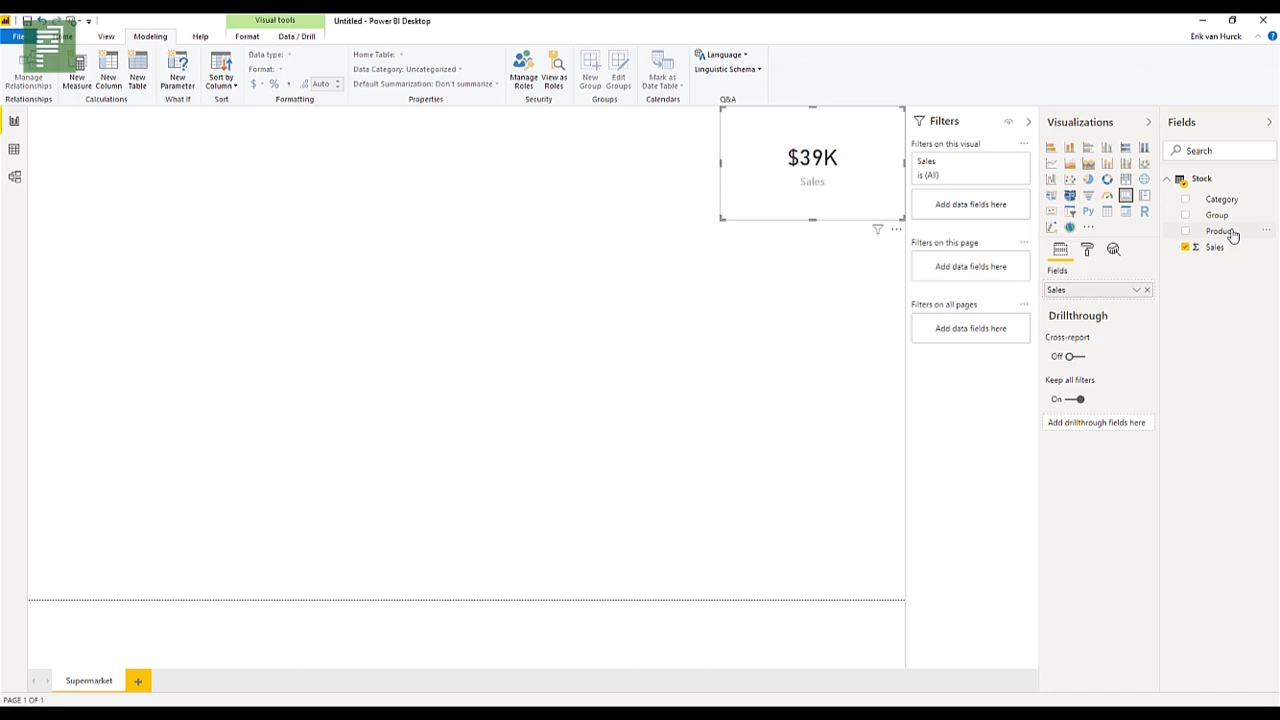 Visual tools
Untitled - Power BI Desktop
View
Modeling
Help
Format
Data / Drill
Erik van Hurck
Manage
Relationships
Relationships
New
Measure
New
Column
New
Table
Calculations
New
Parameter
What If
Sort by
Column
Sort
Data type:
Format:
$
%
,
Auto
Formatting
Home Table:
Data Category: Uncategorized
Default Summarization: Don't summarize
Properties
Manage
Roles
View as
Roles
Security
New
Group
Edit
Groups
Groups
Mark as
Date Table
Calendars
Language
Linguistic Schema
Q&A
$39K
Sales
Filters
Filters on this visual
Sales
is (All)
Add data fields here
Filters on this page
Add data fields here
Filters on all pages
Add data fields here
Visualizations
Py
R
Fields
Sales
Drillthrough
Cross-report
Off
Keep all filters
On
Add drillthrough fields here
Fields
Search
Stock
Category
Group
Σ Sales
Supermarket
PAGE 1 OF 1